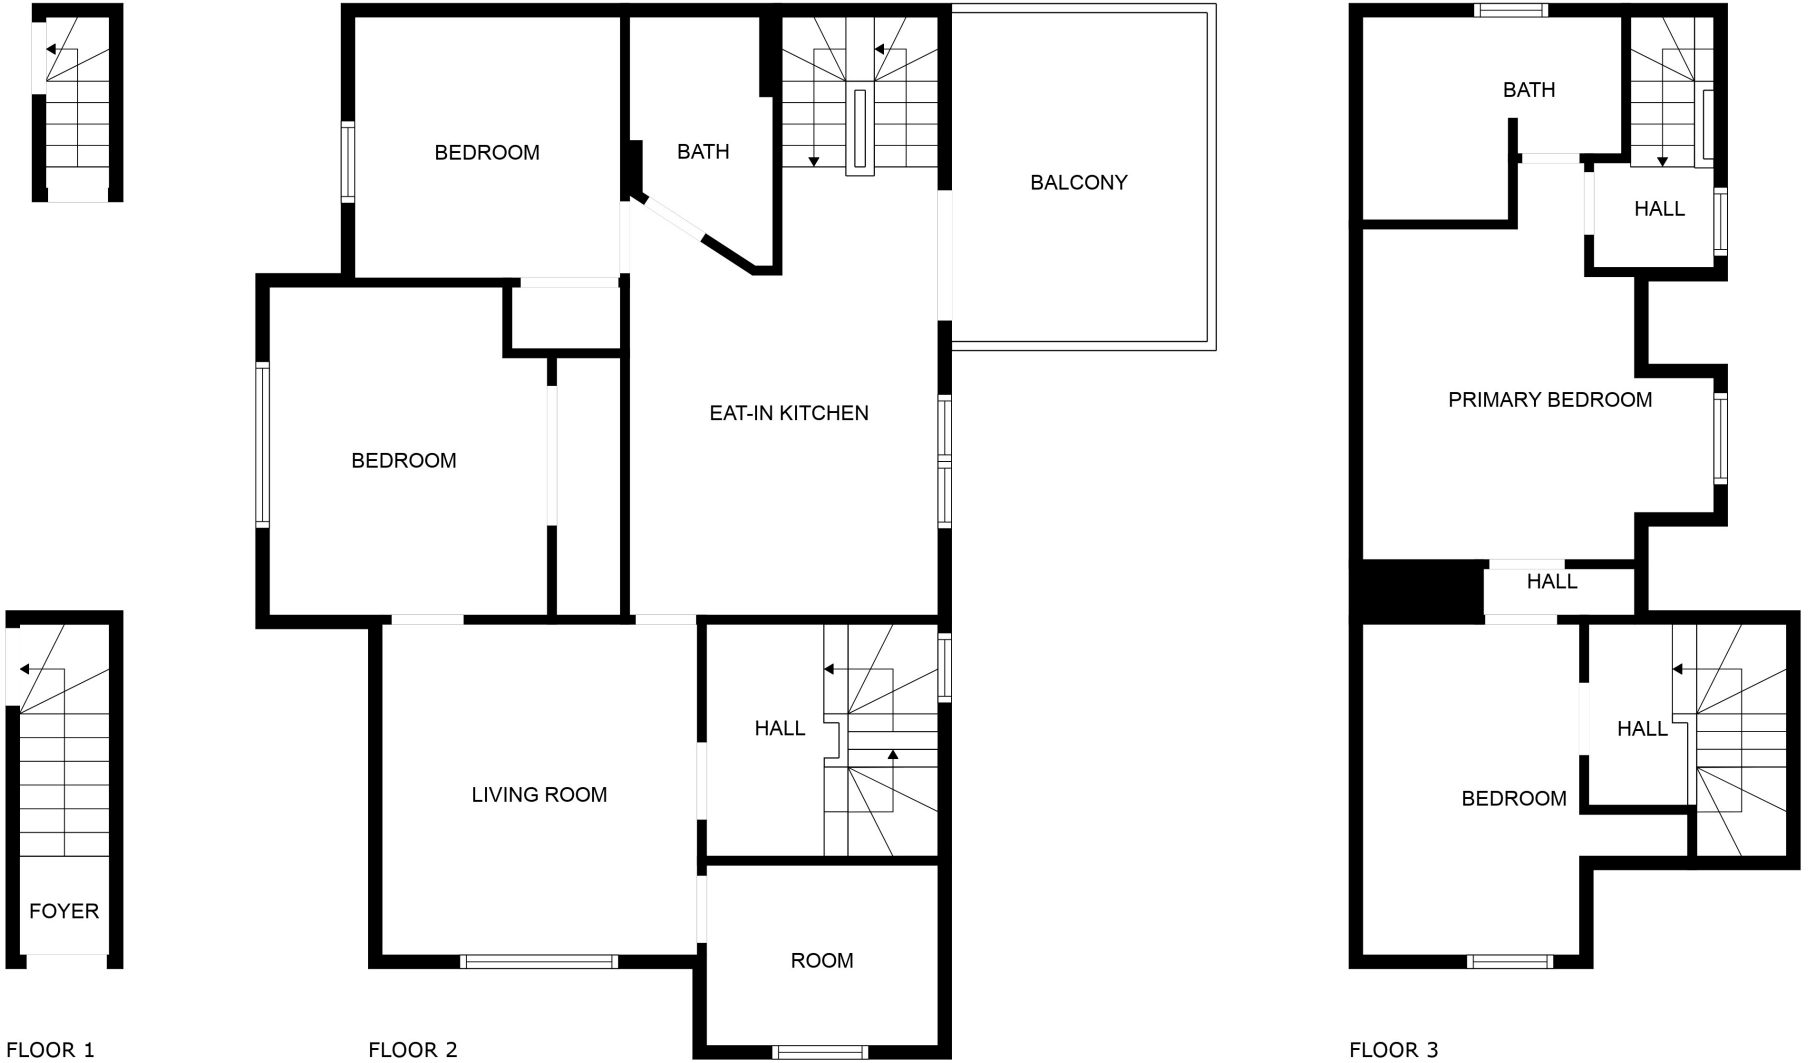 BEDROOM
BATH
BALCONY
EAT-IN KITCHEN
BEDROOM
HALL
LIVING ROOM
ROOM
FOYER
BATH
HALL
PRIMARY BEDROOM
HALL
HALL
BEDROOM
FLOOR 1
FLOOR 2
FLOOR 3